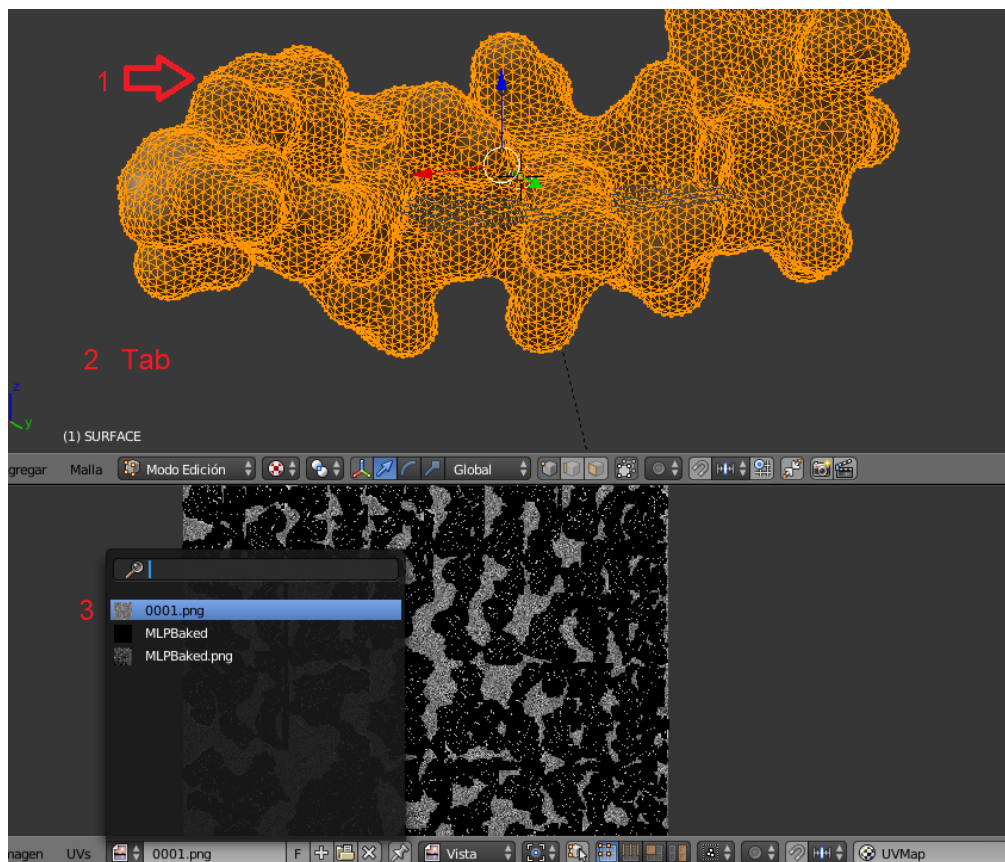 1
2 Tab
z
y
(1) SURFACE
gregar Malla Modo Edición Global
3 0001.png
MLPBaked
MLPBaked.png
magen UVs 0001.png F Vista UVMap